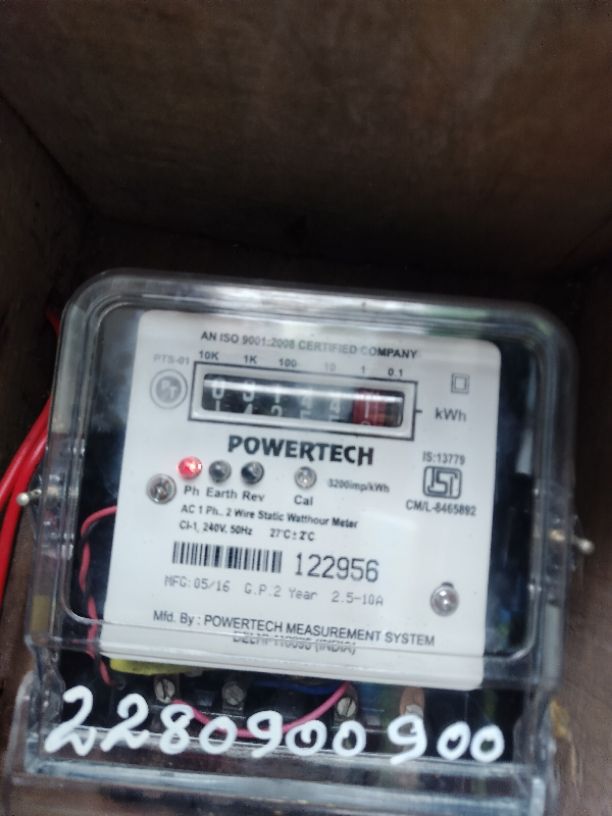 AN ISO 9001:2008 CERTIFIED COMPANY
PTS-01 10K 1K 100 10 1 0.1
PT
kWh
POWERTECH
IS:13779
Ph Earth Rev Cal 3200imp/kWh
CM/L-8465892
AC 1 Ph.. 2 Wire Static Watthour Meter
Cl-1, 240V, 50Hz 27°C±2°C
122956
MFG:05/16 G.P.2 Year 2.5-10A
Mfd. By : POWERTECH MEASUREMENT SYSTEM
(INDIA)
2280900900